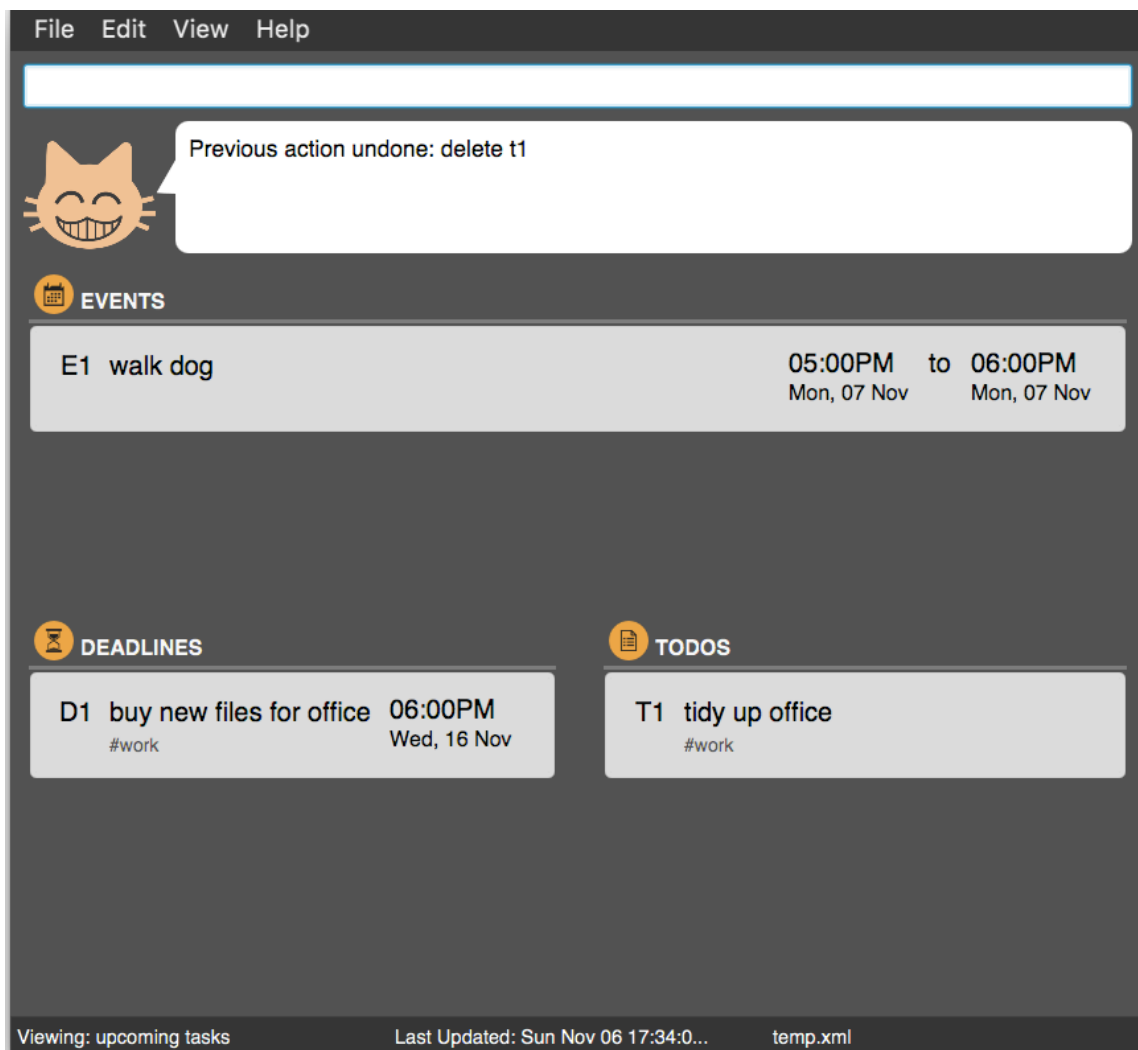 File Edit View Help
Previous action undone: delete t1
EVENTS
E1 walk dog 05:00PM to 06:00PM
Mon, 07 Nov Mon, 07 Nov
DEADLINES
D1 buy new files for office 06:00PM
#work Wed, 16 Nov
TODOS
T1 tidy up office
#work
Viewing: upcoming tasks Last Updated: Sun Nov 06 17:34:0... temp.xml